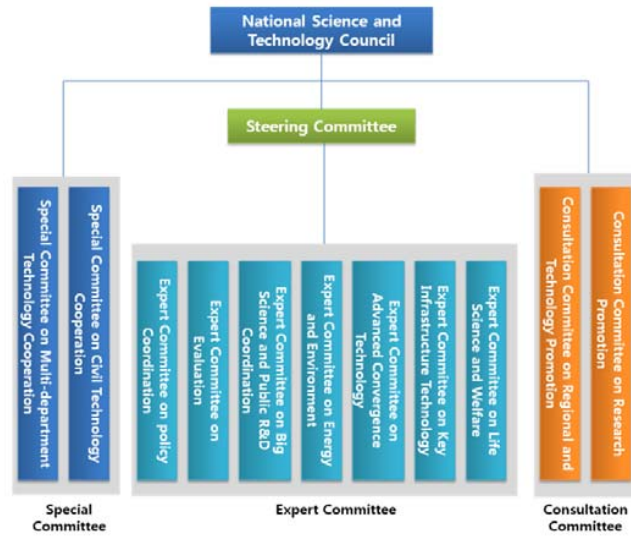 National Science and
Technology Council
Steering Committee
Special Committee on Multi-department
Technology Cooperation
Special Committee on Civil Technology
Cooperation
Expert Committee on policy
Coordination
Expert Committee on
Evaluation
Expert Committee on Big
Science and Public R&D
Coordination
Expert Committee on Energy
and Environment
Expert Committee on
Advanced Convergence
Technology
Expert Committee on Key
Infrastructure Technology
Expert Committee on Life
Science and Welfare
Consultation Committee on Regional and
Technology Promotion
Consultation Committee on Research
Promotion
Special
Committee
Expert Committee
Consultation
Committee